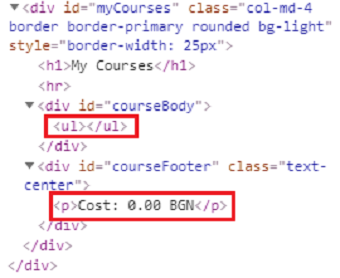 ▼<div id="myCourses" class="col-md-4
border border-primary rounded bg-light"
style="border-width: 25px">
<h1>My Courses</h1>
<hr>
▼<div id="courseBody">
<ul></ul>
</div>
▼<div id="courseFooter" class="text-
center">
<p>Cost: 0.00 BGN</p>
</div>
</div>
</div>